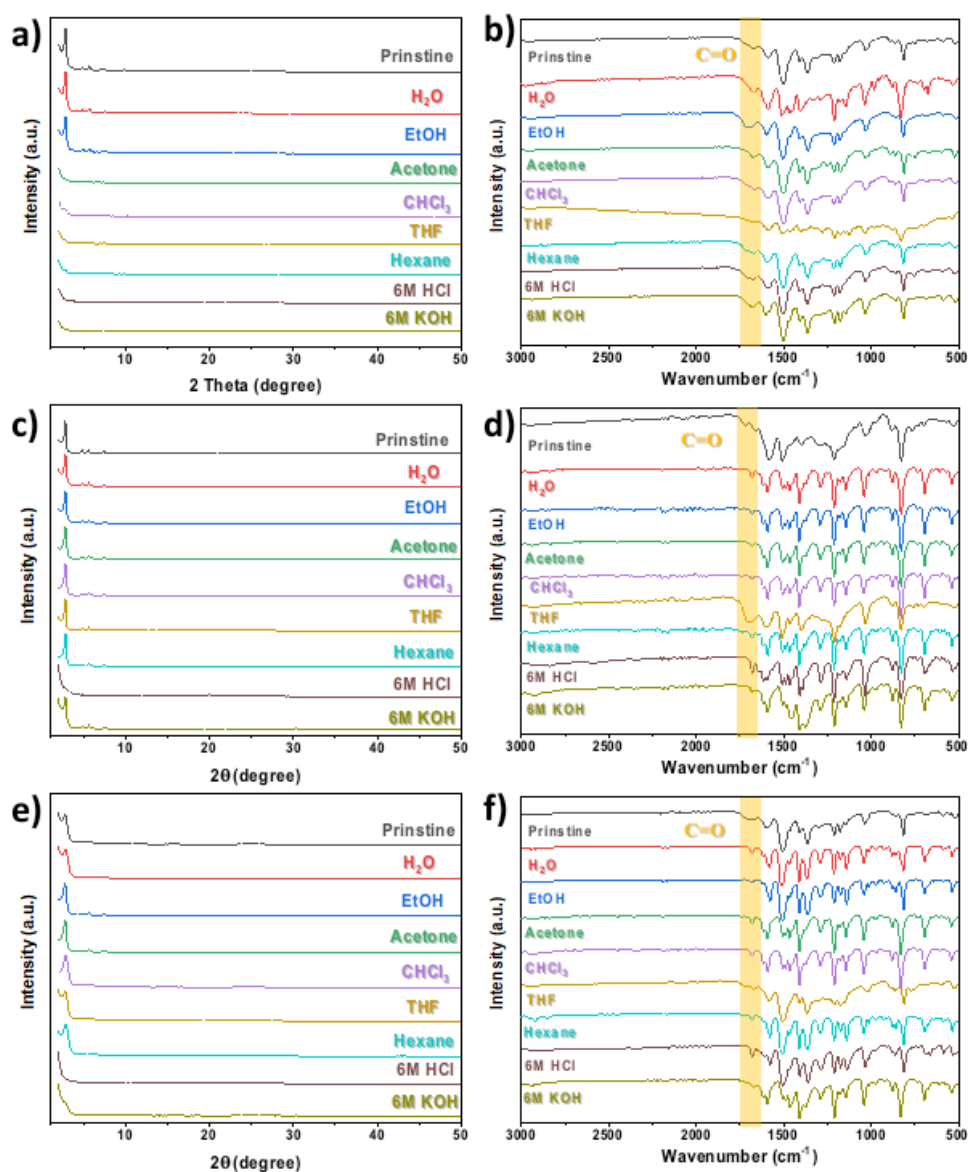 a)
Intensity (a.u.)
Prinstine
H₂O
EtOH
Acetone
CHCl₃
THF
Hexane
6M HCl
6M KOH
10 20 30 40 50
2 Theta (degree)
b)
Intensity (a.u.)
C=O
Prinstine
H₂O
EtOH
Acetone
CHCl₃
THF
Hexane
6M HCl
6M KOH
3000 2500 2000 1500 1000 500
Wavenumber (cm⁻¹)
c)
Intensity (a.u.)
Prinstine
H₂O
EtOH
Acetone
CHCl₃
THF
Hexane
6M HCl
6M KOH
10 20 30 40 50
2θ (degree)
d)
Intensity (a.u.)
C=O
Prinstine
H₂O
EtOH
Acetone
CHCl₃
THF
Hexane
6M HCl
6M KOH
3000 2500 2000 1500 1000 500
Wavenumber (cm⁻¹)
e)
Intensity (a.u.)
Prinstine
H₂O
EtOH
Acetone
CHCl₃
THF
Hexane
6M HCl
6M KOH
10 20 30 40 50
2θ (degree)
f)
Intensity (a.u.)
C=O
Prinstine
H₂O
EtOH
Acetone
CHCl₃
THF
Hexane
6M HCl
6M KOH
3000 2500 2000 1500 1000 500
Wavenumber (cm⁻¹)